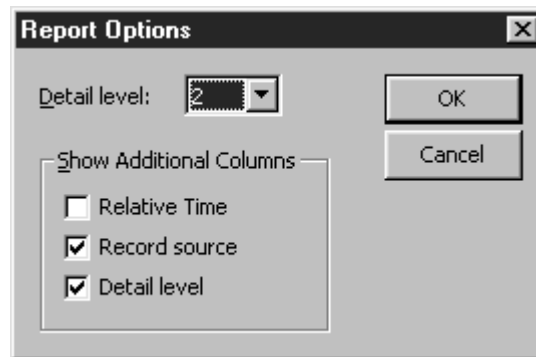 Report Options
Detail level: 2
OK
Cancel
Show Additional Columns
Relative Time
Record source
Detail level